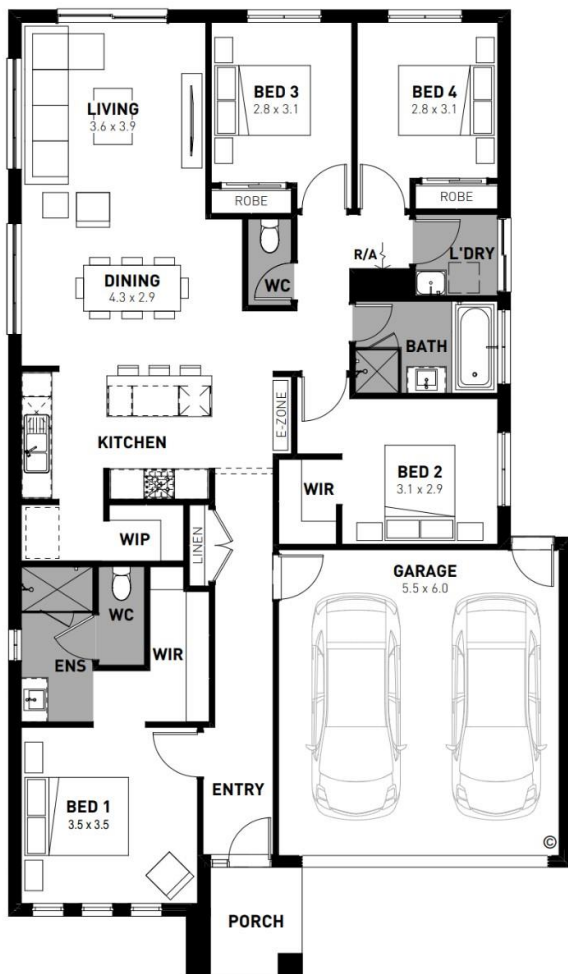 LIVING
3.6 x 3.9
BED 3
2.8 x 3.1
BED 4
2.8 x 3.1
ROBE
ROBE
R/A
L'DRY
WC
DINING
4.3 x 2.9
BATH
E-ZONE
KITCHEN
BED 2
3.1 x 2.9
WIR
WIP
LINEN
GARAGE
5.5 x 6.0
WC
WIR
ENS
ENTRY
BED 1
3.5 x 3.5
©
PORCH